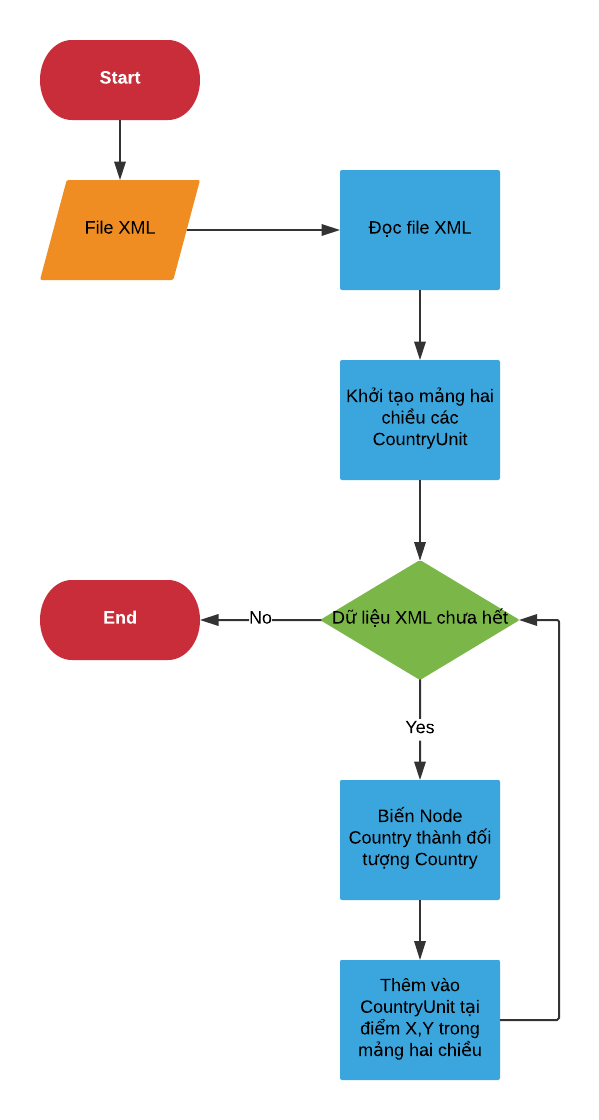 Start
File XML
Đọc file XML
Khởi tạo mảng hai
chiều các
CountryUnit
Dữ liệu XML chưa hết
No
End
Yes
Biến Node
Country thành đối
tượng Country
Thêm vào
CountryUnit tại
điểm X,Y trong
mảng hai chiều